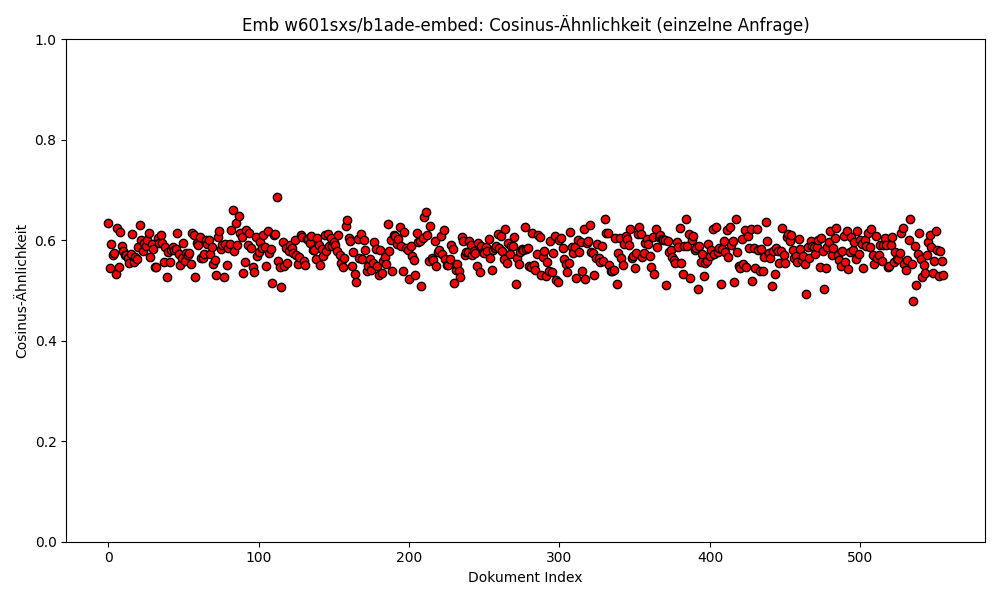 Emb w601sxs/b1ade-embed: Cosinus-Ähnlichkeit (einzelne Anfrage)
1.0
0.8
0.6
0.4
0.2
0.0
Cosinus-Ähnlichkeit
0 100 200 300 400 500
Dokument Index